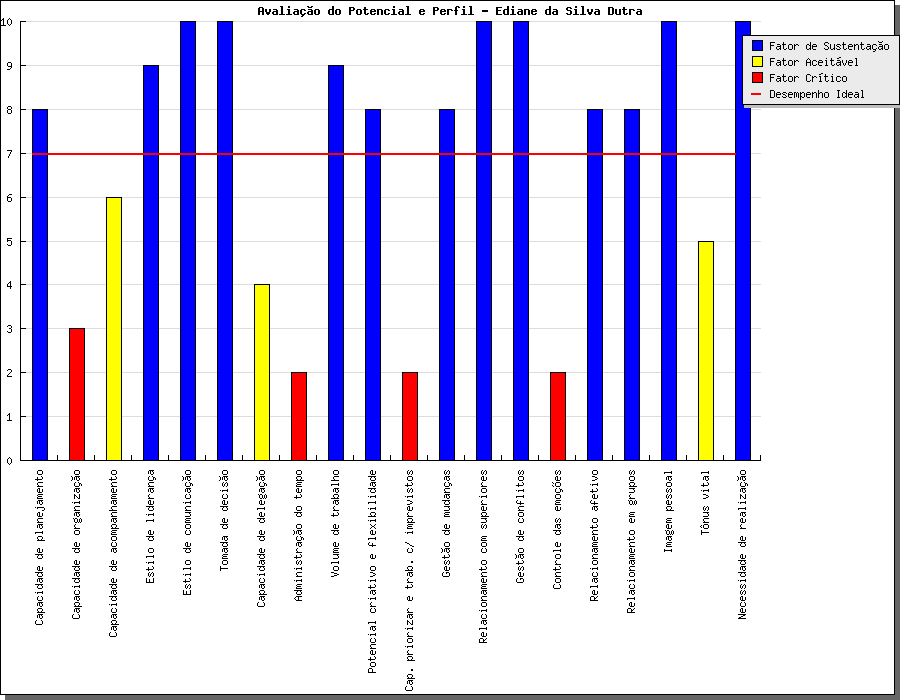 Avaliação do Potencial e Perfil - Ediane da Silva Dutra
10
9
8
7
6
5
4
3
2
1
0
Fator de Sustentação
Fator Aceitável
Fator Crítico
Desempenho Ideal
Capacidade de planejamento
Capacidade de organização
Capacidade de acompanhamento
Estilo de liderança
Estilo de comunicação
Tomada de decisão
Capacidade de delegação
Administração do tempo
Volume de trabalho
Potencial criativo e flexibilidade
Cap. priorizar e trab. c/ imprevistos
Gestão de mudanças
Relacionamento com superiores
Gestão de conflitos
Controle das emoções
Relacionamento afetivo
Relacionamento em grupos
Imagem pessoal
Tônus vital
Necessidade de realização